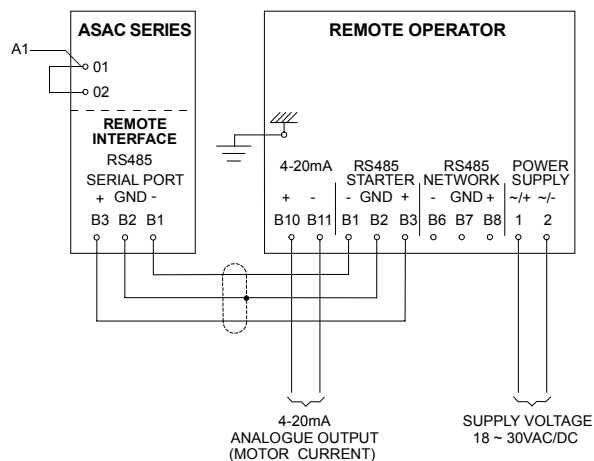 ASAC SERIES
A1
01
02
REMOTE
INTERFACE
RS485
SERIAL PORT
+ GND -
B3 B2 B1
REMOTE OPERATOR
4-20mA
RS485
STARTER
RS485
NETWORK
POWER
SUPPLY
+ - - GND + - GND + ~/+ ~/-
B10 B11 B1 B2 B3 B6 B7 B8 1 2
4-20mA
ANALOGUE OUTPUT
(MOTOR CURRENT)
SUPPLY VOLTAGE
18 ~ 30VAC/DC